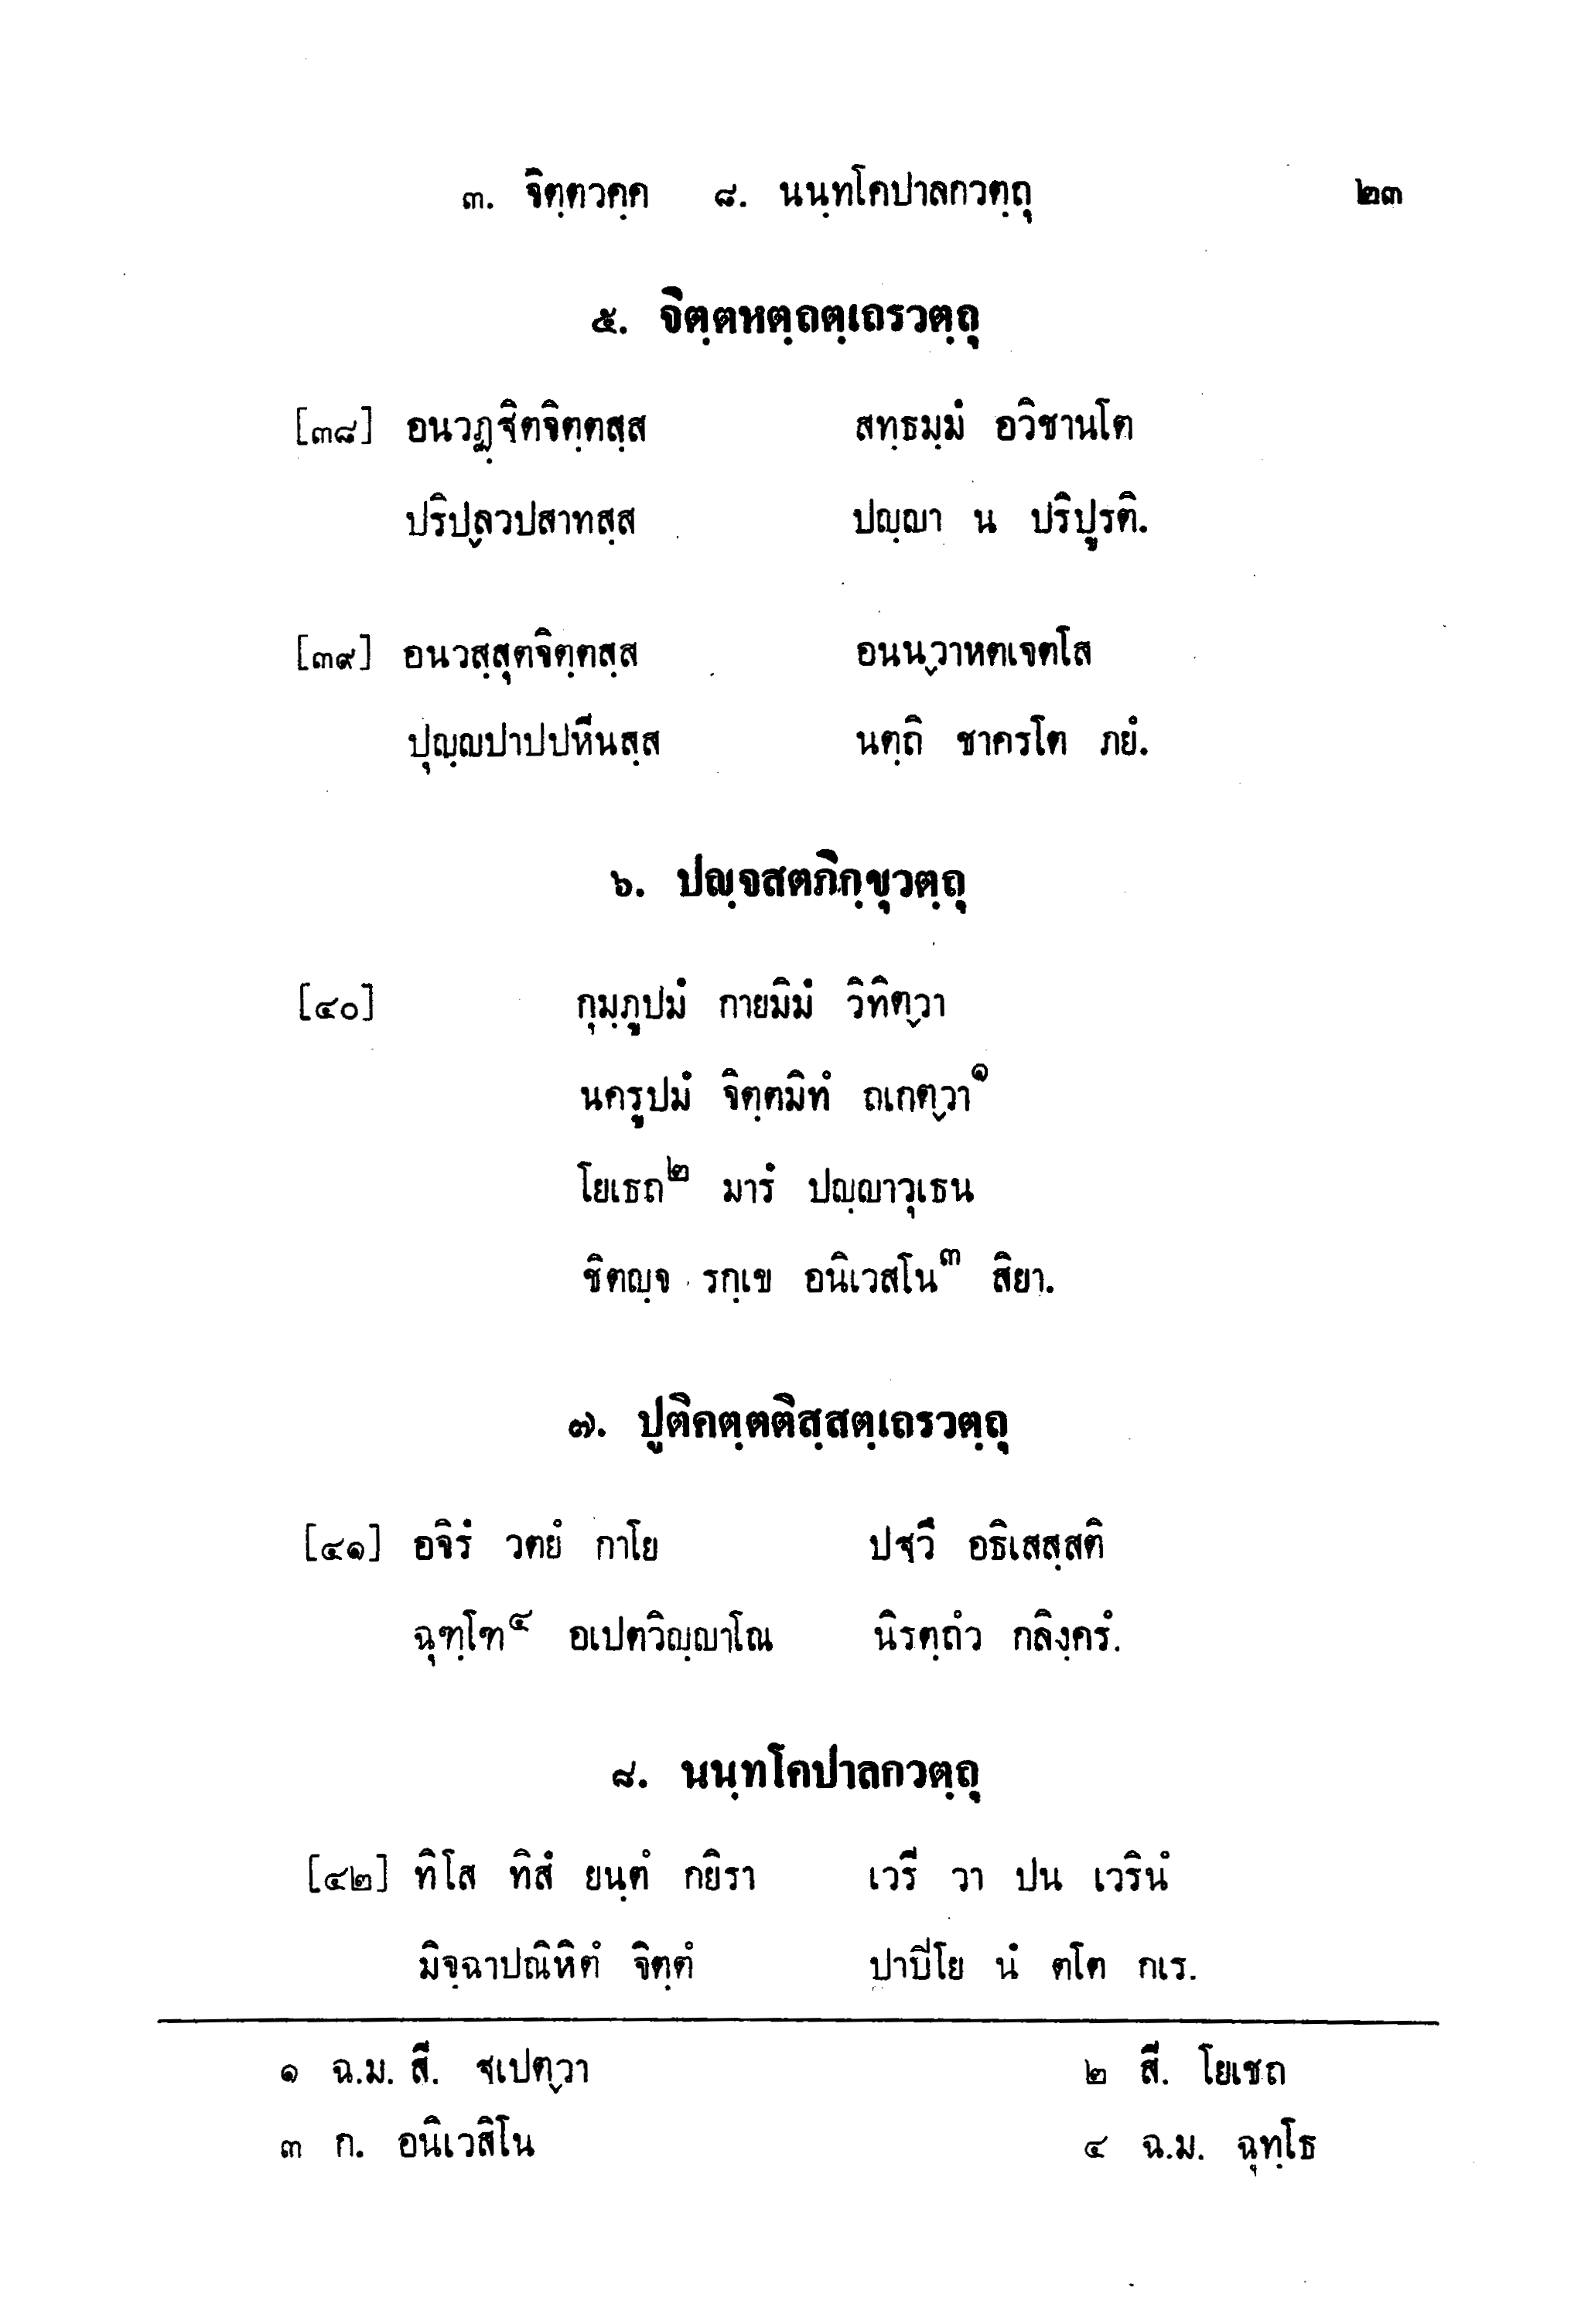 ๓. จิตฺตวคฺค ๘. นนฺทโคปาลกวตฺถุ ๒๓
๕. จิตฺตหตฺถตฺเถรวตฺถุ
[๓๘] อนวฏฺฐิตจิตฺตสฺส สทฺธมฺมํ อวิชานโต
ปริปฺลวปสาทสฺส ปญฺญา น ปริปูรติ.
[๓๙] อนวสฺสุตจิตฺตสฺส อนนฺวาหตเจตโส
ปุญฺญปาปปหีนสฺส นตฺถิ ชาครโต ภยํ.
๖. ปญฺจสตภิกฺขุวตฺถุ
[๔๐] กุมฺภูปมํ กายมิมํ วิทิตฺวา
นครูปมํ จิตฺตมิทํ ถเกตฺวา๑
โยเธถ๒ มารํ ปญฺญาวุเธน
ชิตญฺจ รกฺเข อนิเวสโน๓ สิยา.
๗. ปูติคตฺตติสฺสตฺเถรวตฺถุ
[๔๑] อจิรํ วตยํ กาโย ปฐวี อธิเสสฺสติ
ฉุฑฺโฑ๔ อเปตวิญฺญาโณ นิรตฺถํว กลิงฺครํ.
๘. นนฺทโคปาลกวตฺถุ
[๔๒] ทิโส ทิสํ ยนฺตํ กยิรา เวรี วา ปน เวรินํ
มิจฺฉาปณิหิตํ จิตฺตํ ปาปิโย นํ ตโต กเร.
๑ ฉ.ม. สี. ฐเปตฺวา ๒ สี. โยเชถ
๓ ก. อนิเวสิโน ๔ ฉ.ม. ฉุทฺโธ